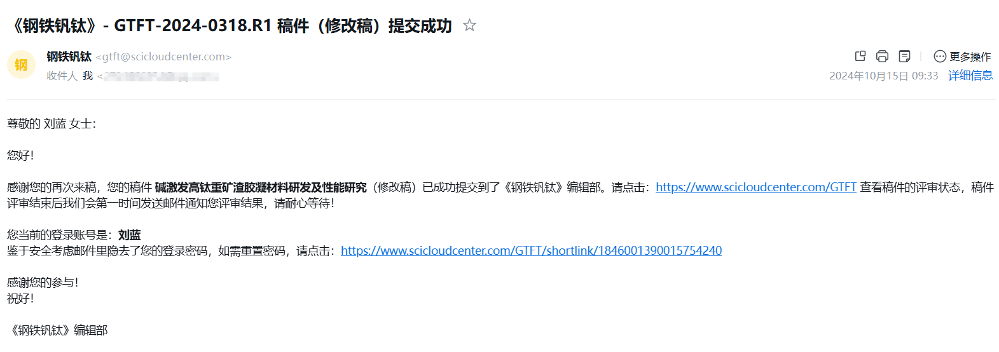 《钢铁钒钛》- GTFT-2024-0318.R1 稿件（修改稿）提交成功
钢
钢铁钒钛 <gtft@scicloudcenter.com>
更多操作
收件人 我 <
2024年10月15日 09:33 详细信息
尊敬的 刘蓝 女士：
您好！
感谢您的再次来稿，您的稿件 碱激发高钛重矿渣胶凝材料研发及性能研究（修改稿）已成功提交到了《钢铁钒钛》编辑部。请点击：https://www.scicloudcenter.com/GTFT 查看稿件的评审状态，稿件
评审结束后我们会第一时间发送邮件通知您评审结果，请耐心等待！
您当前的登录账号是：刘蓝
鉴于安全考虑邮件里隐去了您的登录密码，如需重置密码，请点击：https://www.scicloudcenter.com/GTFT/shortlink/1846001390015754240
感谢您的参与！
祝好！
《钢铁钒钛》编辑部